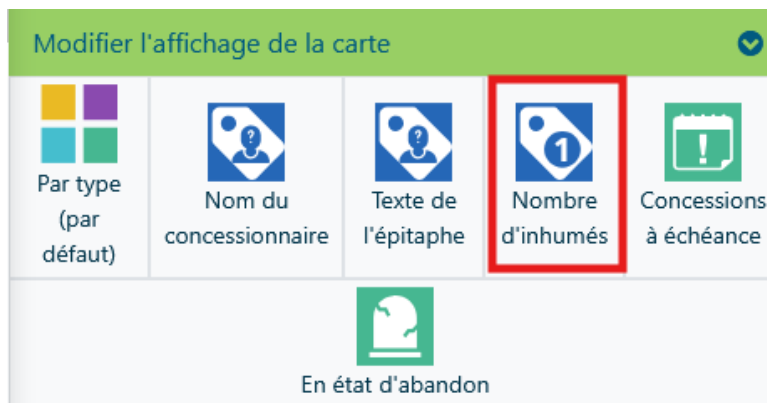 Modifier l'affichage de la carte
Par type
(par
défaut)
Nom du
concessionnaire
?
Texte de
l'épitaphe
?
Nombre
d'inhumés
1
Concessions
à échéance
!
En état d'abandon